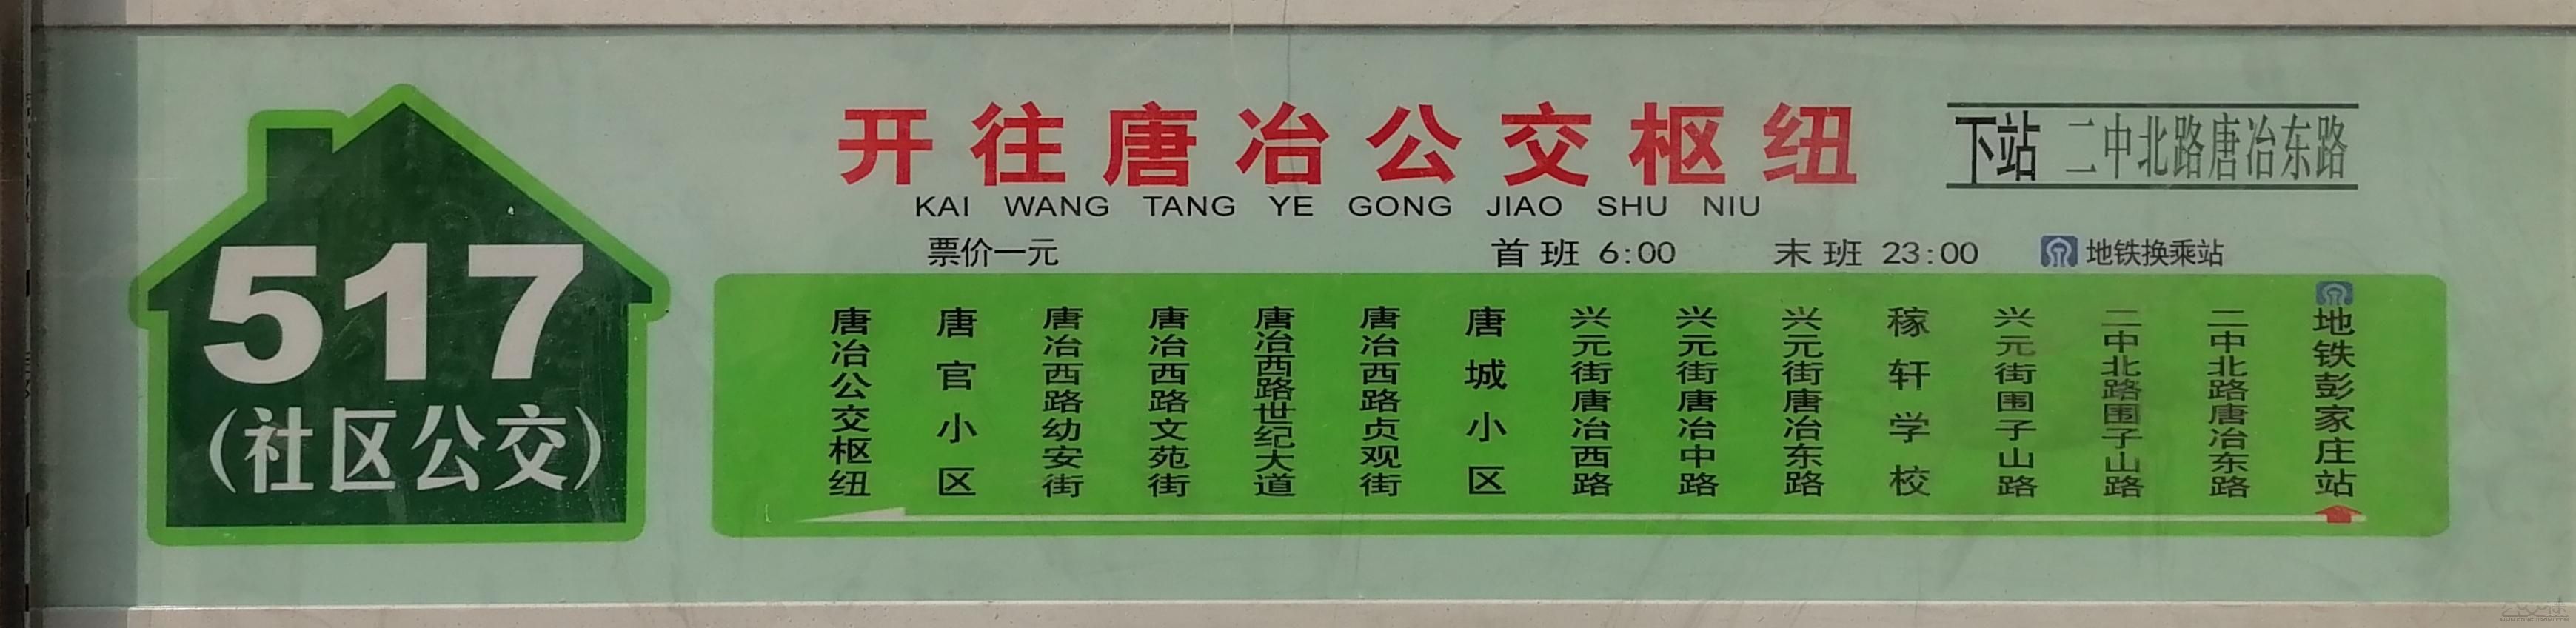 517
(社区公交)
开往唐冶公交枢纽
KAI WANG TANG YE GONG JIAO SHU NIU
下站 二中北路唐冶东路
票价一元
首班 6:00 末班 23:00
地铁换乘站
唐冶公交枢纽
唐官小区
唐冶西路幼安街
唐冶西路文苑街
唐冶西路世纪大道
唐冶西路贞观街
唐城小区
兴元街唐冶西路
兴元街唐冶中路
兴元街唐冶东路
稼轩学校
兴元街围子山路
二中北路围子山路
二中北路唐冶东路
地铁彭家庄站